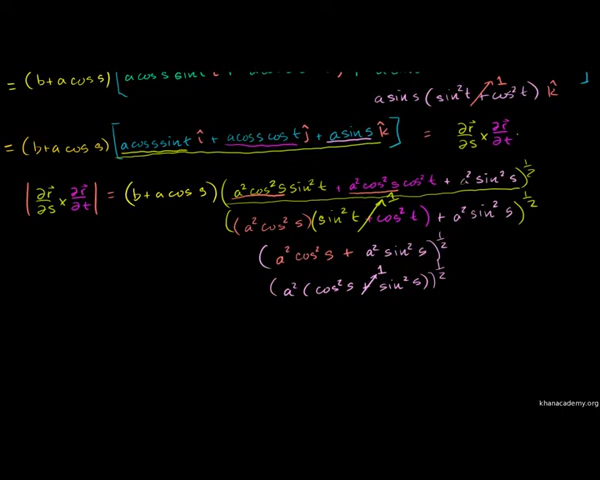 = (b + a cos s) [a cos s sin t
a sin s (sin²t + cos²t) k̂ ]
1
= (b + a cos s) [a cos s sin t î + a cos s cos t ĵ + a sin s k̂] = ∂r⃗/∂s × ∂r⃗/∂t
|∂r⃗/∂s × ∂r⃗/∂t| = (b + a cos s) (a² cos² s sin² t + a² cos² s cos² t + a² sin² s)^½
1
((a² cos² s)(sin² t + cos² t) + a² sin² s)^½
(a² cos² s + a² sin² s)^½
1
(a² (cos² s + sin² s))^½
khanacademy.org